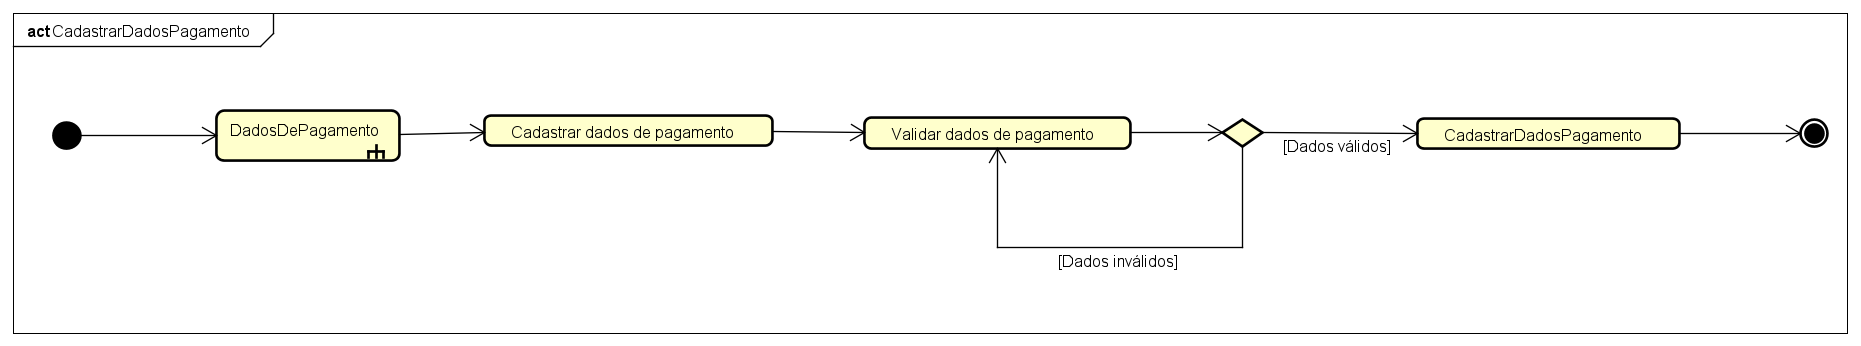 act CadastrarDadosPagamento
DadosDePagamento
Cadastrar dados de pagamento
Validar dados de pagamento
[Dados válidos]
CadastrarDadosPagamento
[Dados inválidos]